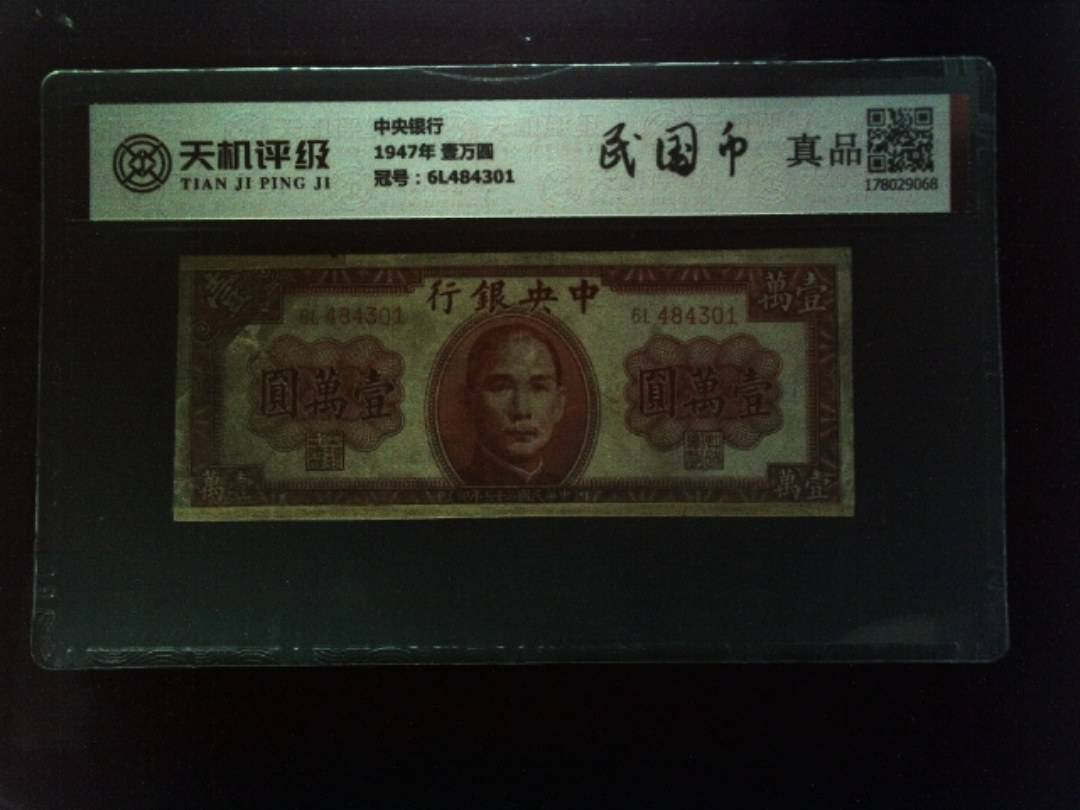 天机评级
TIAN JI PING JI
中央银行
1947年 壹万圆
冠号：6L484301
民国币
真品
178029068
壹萬
行銀央中
壹萬
6L 484301
6L 484301
圓萬壹
圓萬壹
萬壹
萬壹